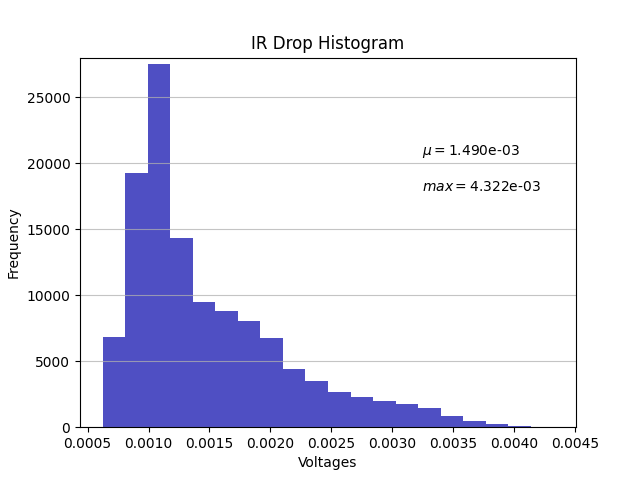 IR Drop Histogram
25000
20000
15000
10000
5000
0
Frequency
μ = 1.490e-03
max = 4.322e-03
0.0005 0.0010 0.0015 0.0020 0.0025 0.0030 0.0035 0.0040 0.0045
Voltages